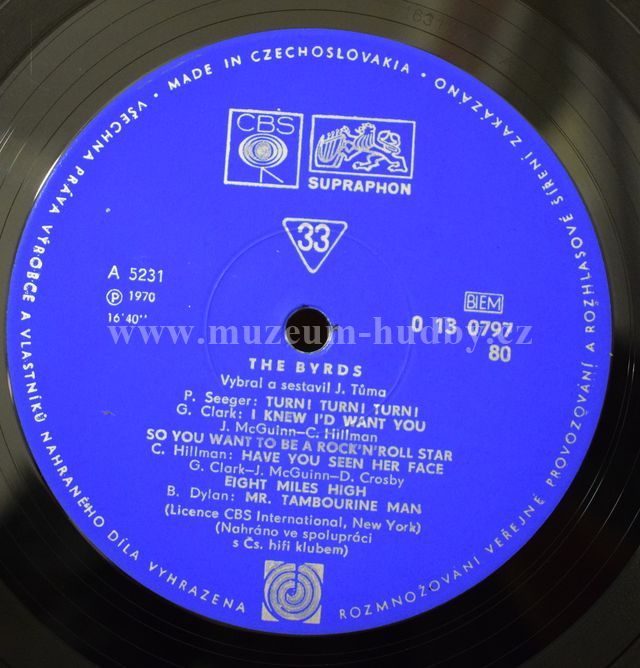 VŠECHNA PRÁVA VÝROBCE A VLASTNÍKŮ NAHRANÉHO DÍLA VYHRAZENA
• MADE IN CZECHOSLOVAKIA •
ROZMNOŽOVÁNÍ VEŘEJNÉ PROVOZOVÁNÍ A ROZHLASOVÉ ŠÍŘENÍ ZAKÁZÁNO
CBS
SUPRAPHON
33
A 5231
Ⓟ 1970
16'40''
BIEM
0 13 0797
80
www.muzeum-hudby.cz
THE BYRDS
Vybral a sestavil J. Tůma
P. Seeger: TURN! TURN! TURN!
G. Clark: I KNEW I'D WANT YOU
J. McGuinn–C. Hillman
SO YOU WANT TO BE A ROCK'N'ROLL STAR
C. Hillman: HAVE YOU SEEN HER FACE
G. Clark–J. McGuinn–D. Crosby
EIGHT MILES HIGH
B. Dylan: MR. TAMBOURINE MAN
(Licence CBS International, New York)
(Nahráno ve spolupráci
s Čs. hifi klubem)